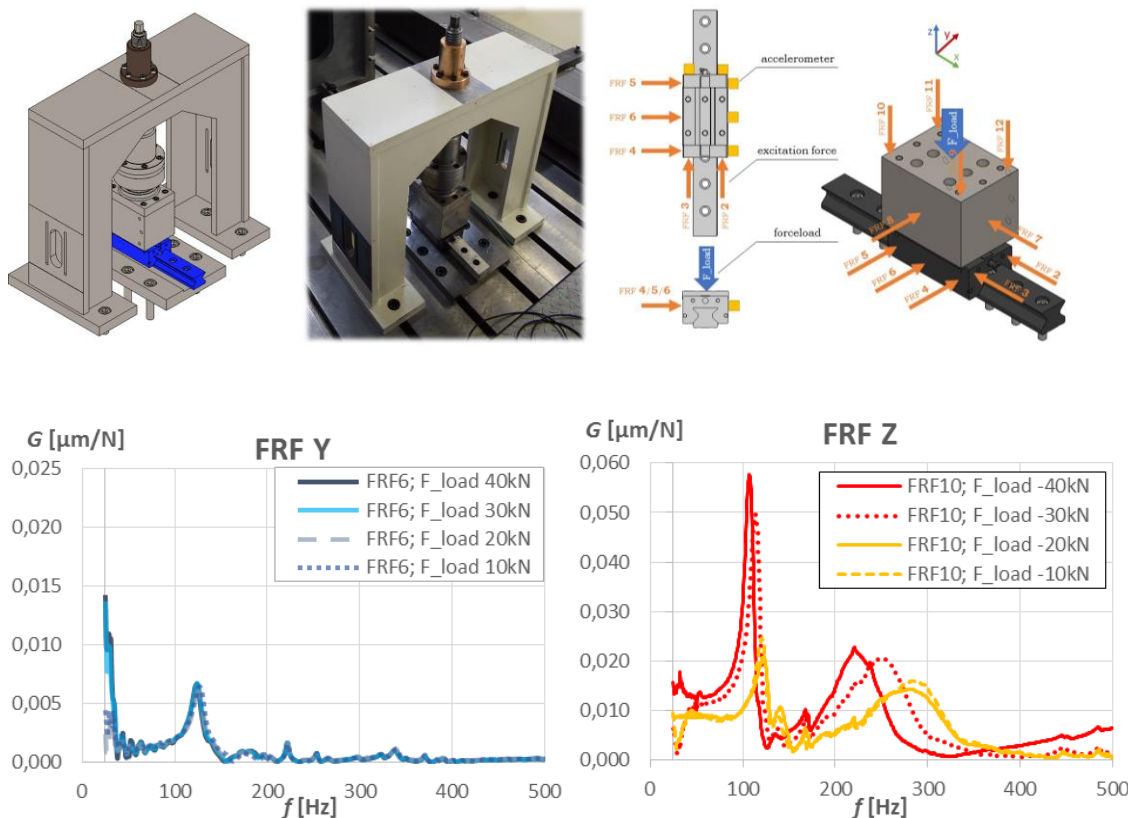 accelerometer
FRF 5
FRF 6
excitation force
FRF 4
FRF 3
FRF 2
forceload
F_load
FRF 4/5/6
z
y
x
FRF 10
FRF 11
F_load
FRF 12
FRF 8
FRF 7
FRF 5
FRF 6
FRF 4
FRF 3
FRF 2
G [µm/N]
FRF Y
0,025
0,020
0,015
0,010
0,005
0,000
FRF6; F_load 40kN
FRF6; F_load 30kN
FRF6; F_load 20kN
FRF6; F_load 10kN
0 100 200 300 400 500
f [Hz]
G [µm/N]
FRF Z
0,060
0,050
0,040
0,030
0,020
0,010
0,000
FRF10; F_load -40kN
FRF10; F_load -30kN
FRF10; F_load -20kN
FRF10; F_load -10kN
0 100 200 300 400 500
f [Hz]